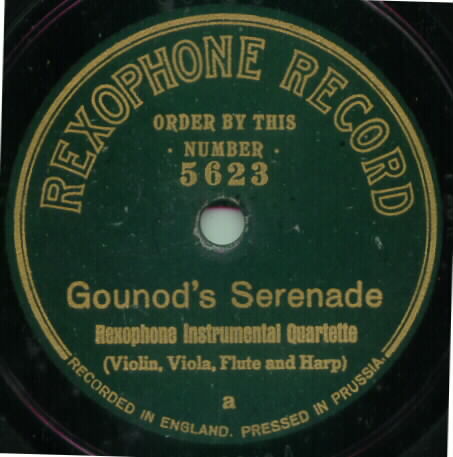 REXOPHONE RECORD
ORDER BY THIS
· NUMBER ·
5623
Gounod's Serenade
Rexophone Instrumental Quartette
(Violin, Viola, Flute and Harp)
a
RECORDED IN ENGLAND. PRESSED IN PRUSSIA.